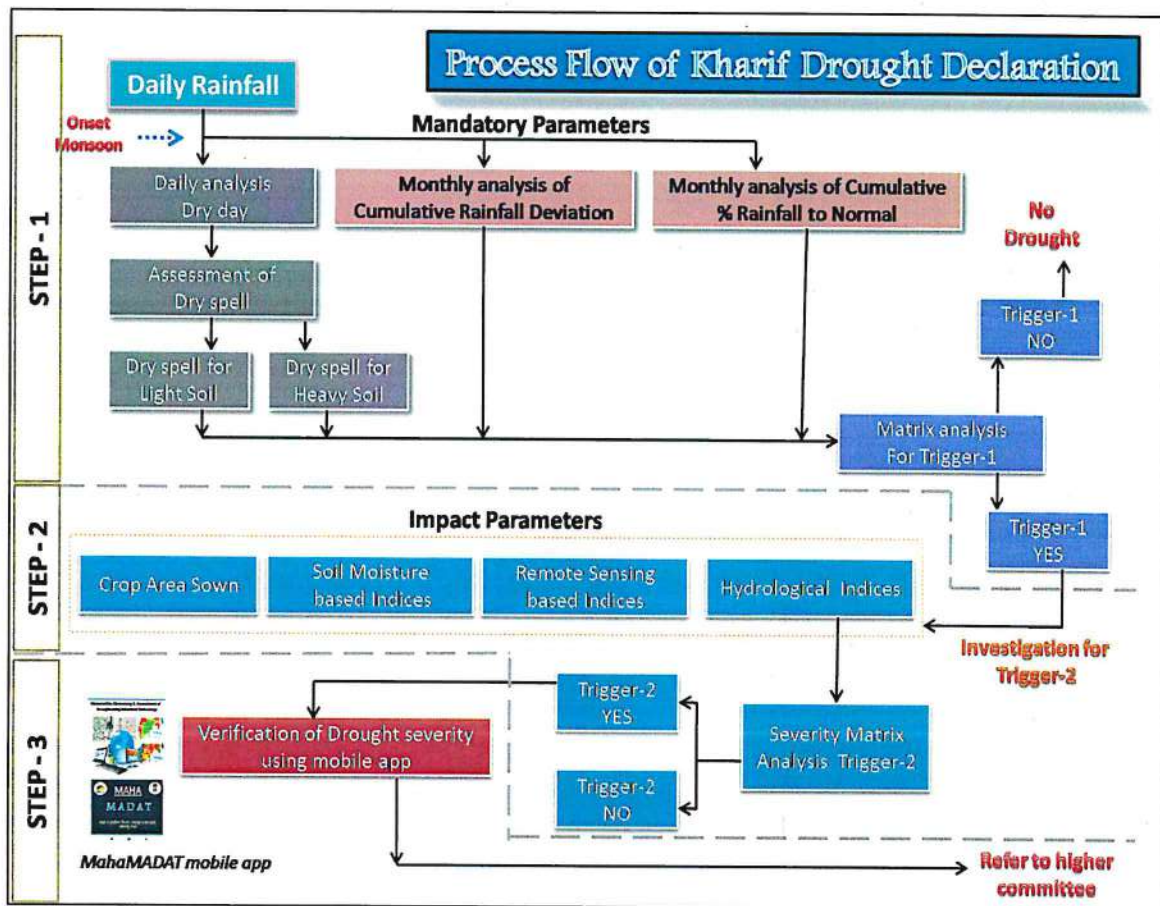 Process Flow of Kharif Drought Declaration
STEP - 1
Daily Rainfall
Onset
Monsoon
Mandatory Parameters
Daily analysis
Dry day
Monthly analysis of
Cumulative Rainfall Deviation
Monthly analysis of Cumulative
% Rainfall to Normal
No
Drought
Assessment of
Dry spell
Trigger-1
NO
Dry spell for
Light Soil
Dry spell for
Heavy Soil
Matrix analysis
For Trigger-1
STEP - 2
Impact Parameters
Trigger-1
YES
Crop Area Sown
Soil Moisture
based Indices
Remote Sensing
based Indices
Hydrological Indices
Investigation for
Trigger-2
STEP - 3
Trigger-2
YES
Verification of Drought severity
using mobile app
Severity Matrix
Analysis Trigger-2
Trigger-2
NO
MAHA
MADAT
MahaMADAT mobile app
Refer to higher
committee